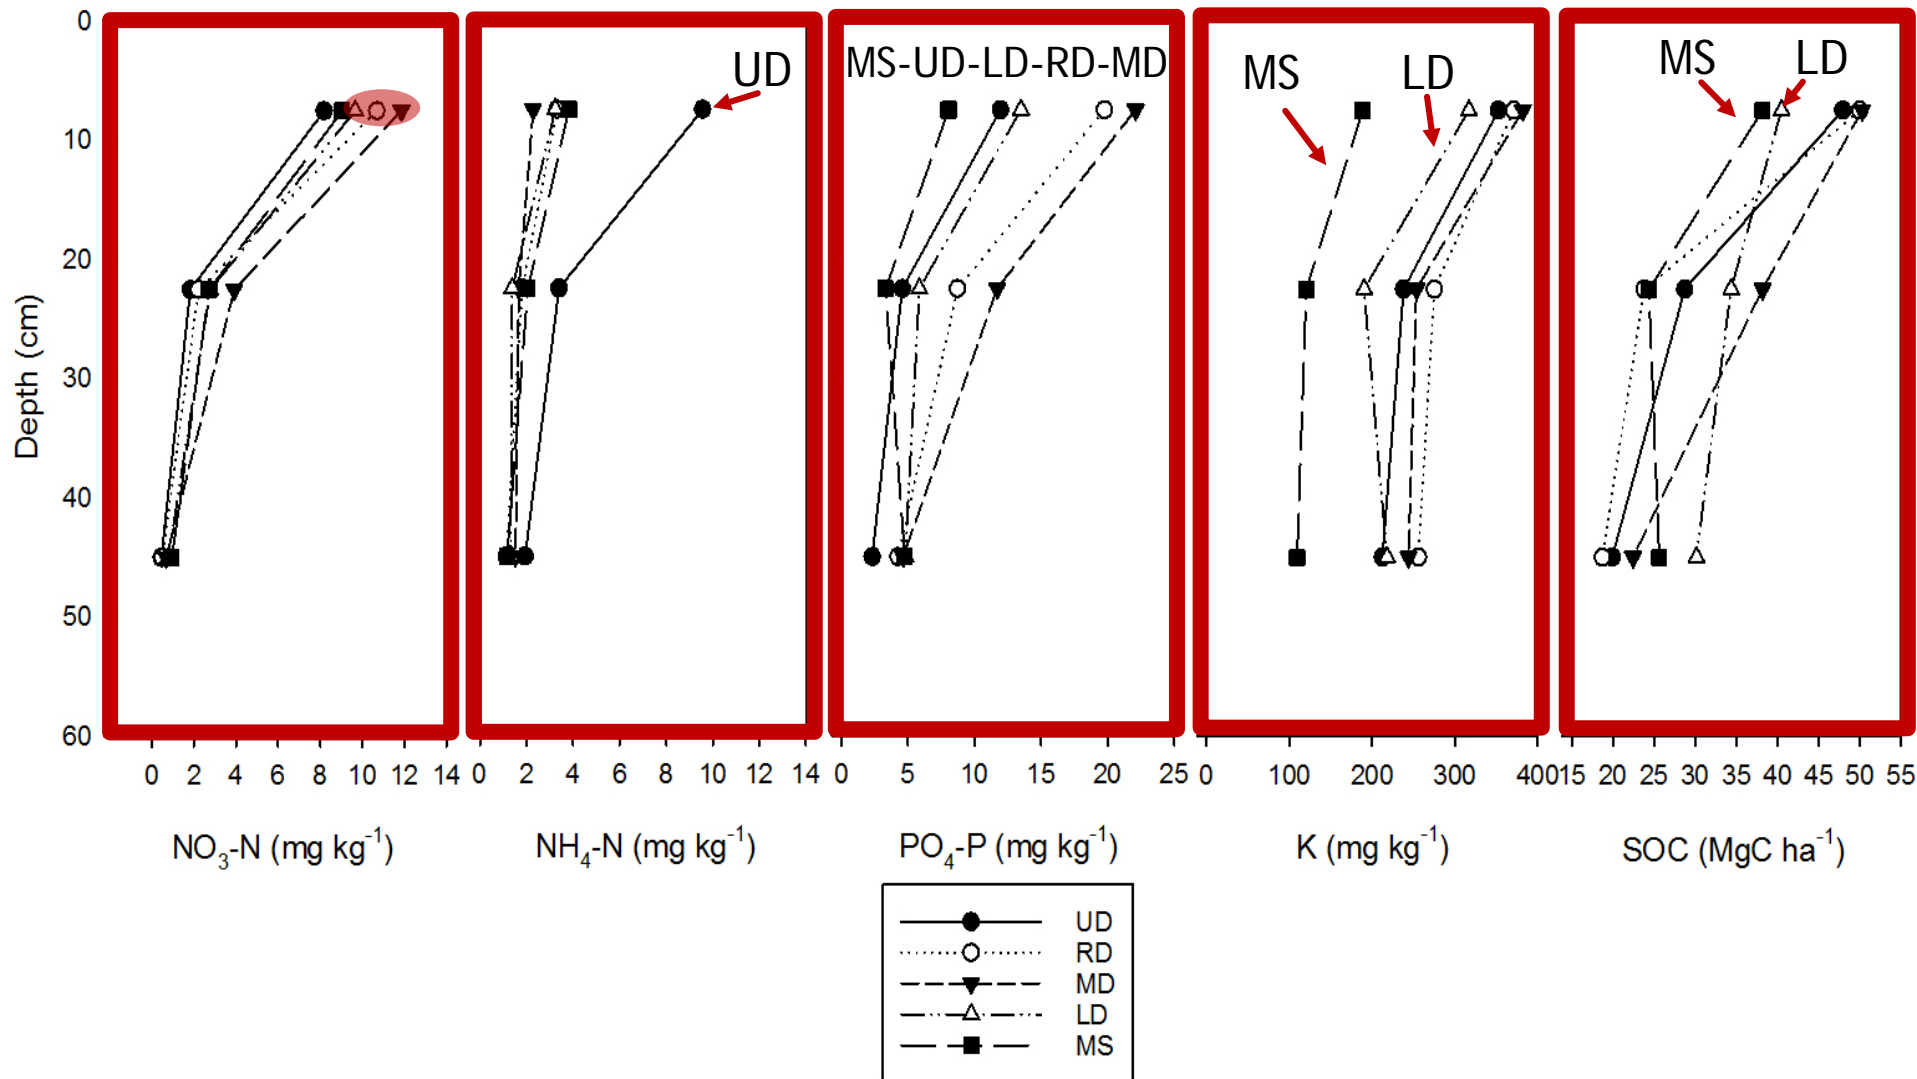 0
10
20
30
40
50
60
Depth (cm)
UD
MS-UD-LD-RD-MD
MS
LD
MS
LD
0 2 4 6 8 10 12 14
0 2 4 6 8 10 12 14
0 5 10 15 20 25
0 100 200 300 400
15 20 25 30 35 40 45 50 55
NO₃-N (mg kg⁻¹)
NH₄-N (mg kg⁻¹)
PO₄-P (mg kg⁻¹)
K (mg kg⁻¹)
SOC (MgC ha⁻¹)
UD
RD
MD
LD
MS